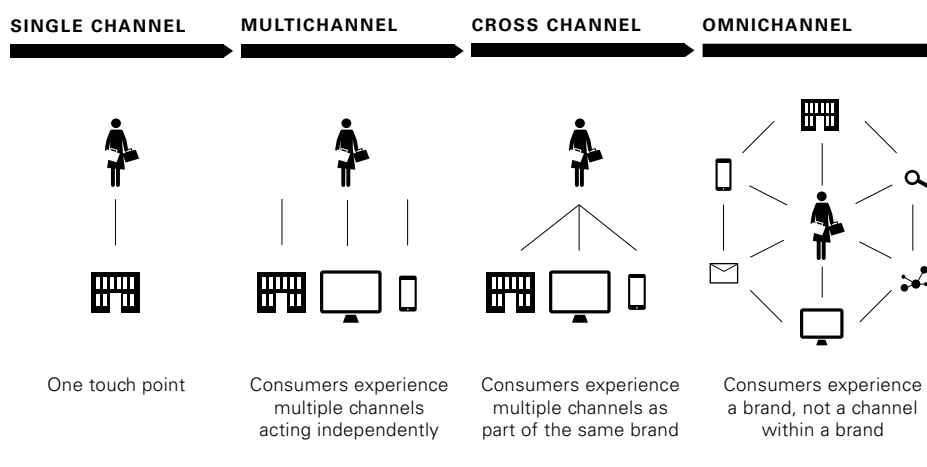 SINGLE CHANNEL
MULTICHANNEL
CROSS CHANNEL
OMNICHANNEL
One touch point
Consumers experience
multiple channels
acting independently
Consumers experience
multiple channels as
part of the same brand
Consumers experience
a brand, not a channel
within a brand